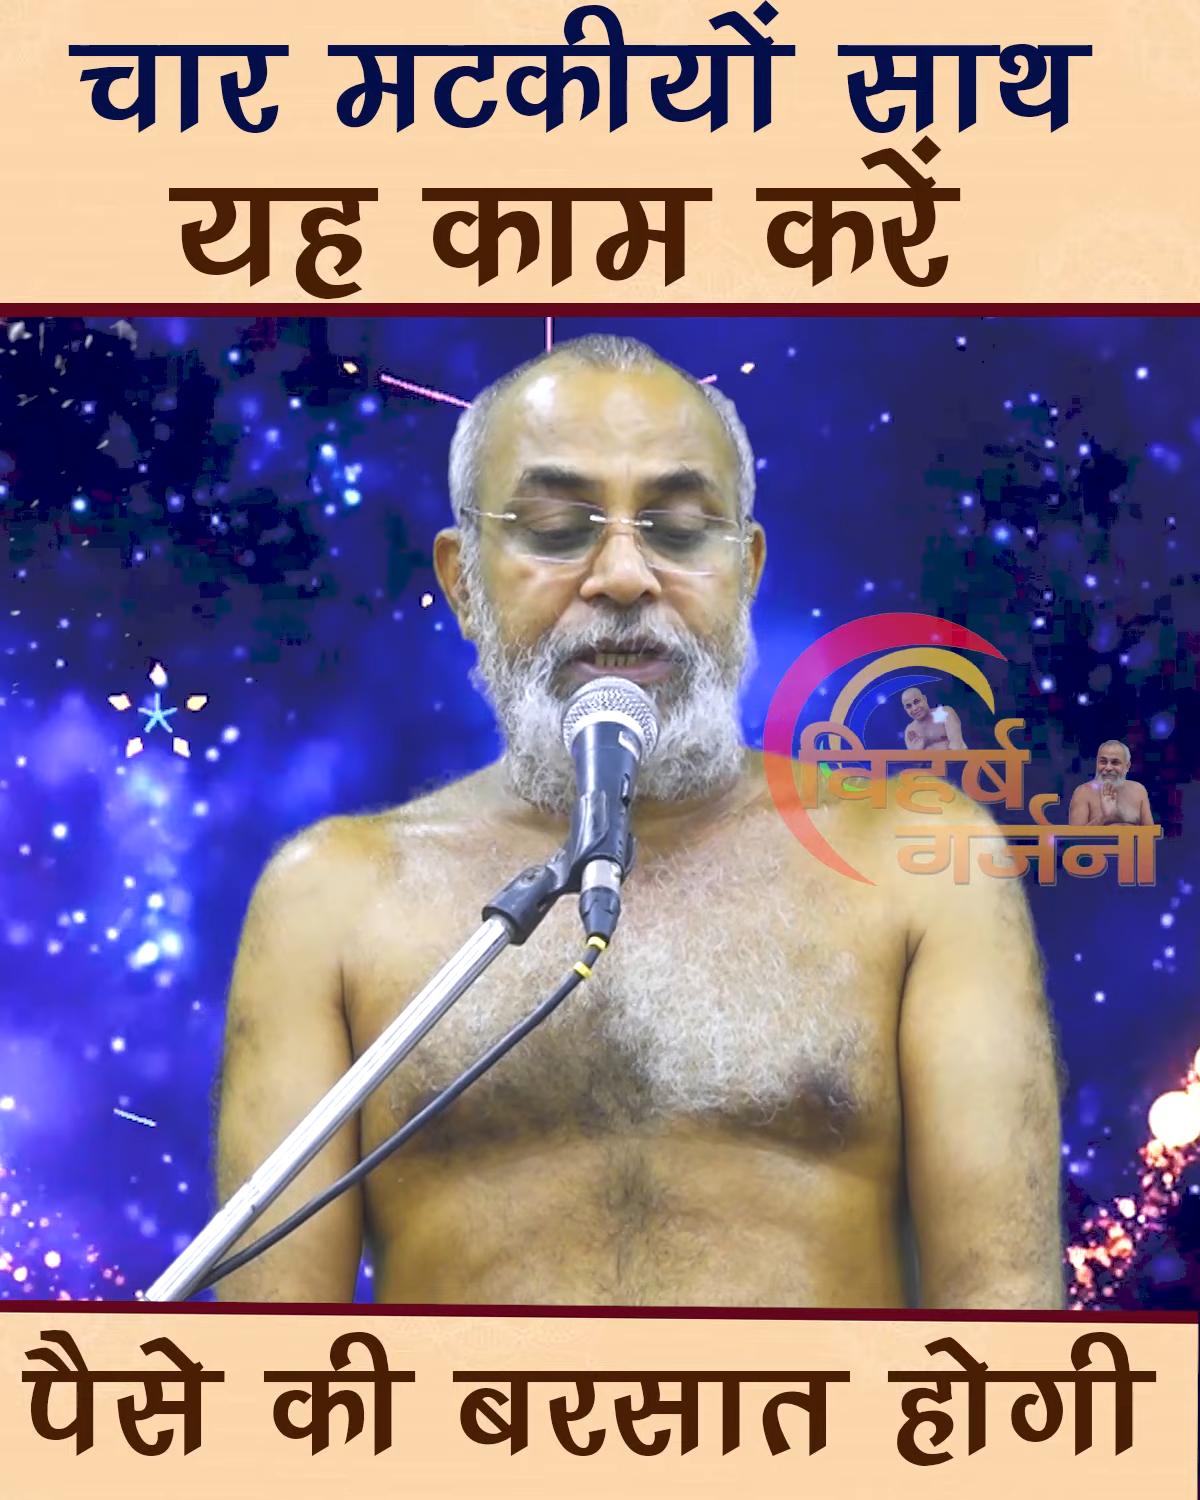 चार मटकीयों साथ
यह काम करें
विहर्ष
गर्जना
पैसे की बरसात होगी